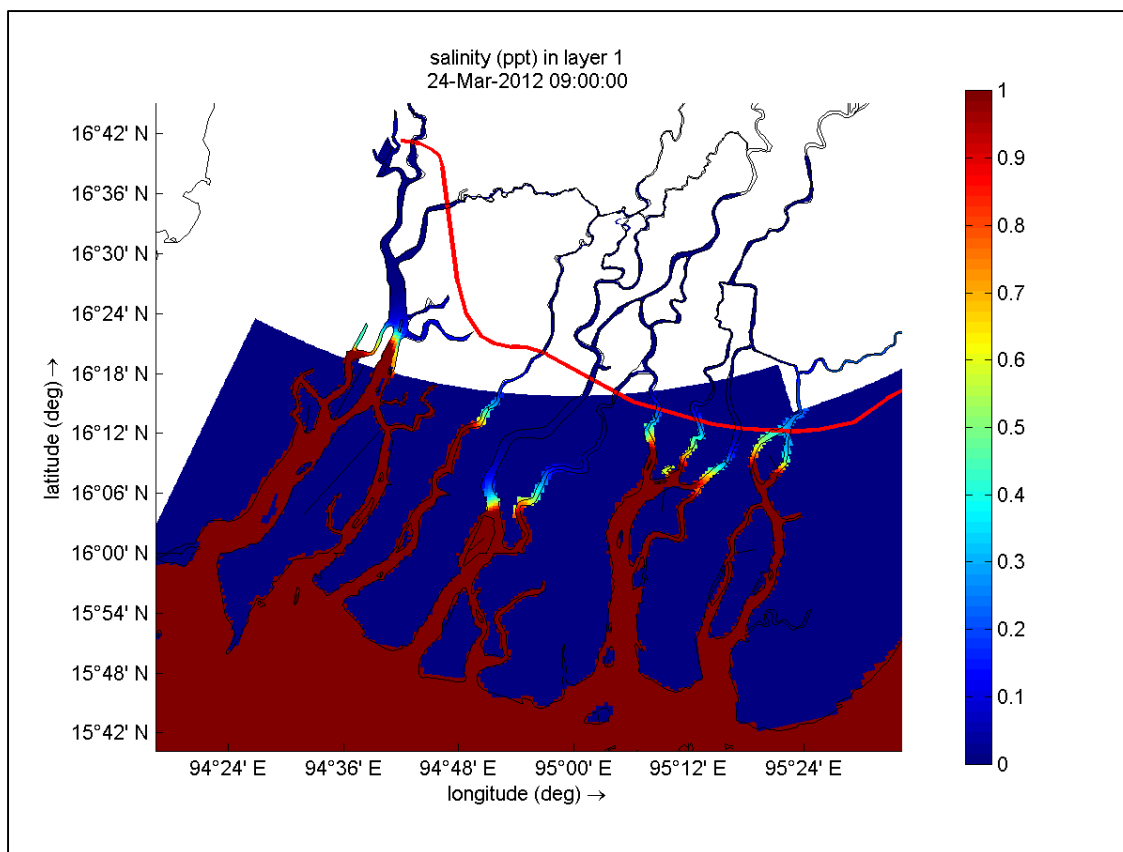 salinity (ppt) in layer 1
24-Mar-2012 09:00:00
16°42' N
16°36' N
16°30' N
16°24' N
16°18' N
16°12' N
16°06' N
16°00' N
15°54' N
15°48' N
15°42' N
latitude (deg) →
94°24' E 94°36' E 94°48' E 95°00' E 95°12' E 95°24' E
longitude (deg) →
1
0.9
0.8
0.7
0.6
0.5
0.4
0.3
0.2
0.1
0